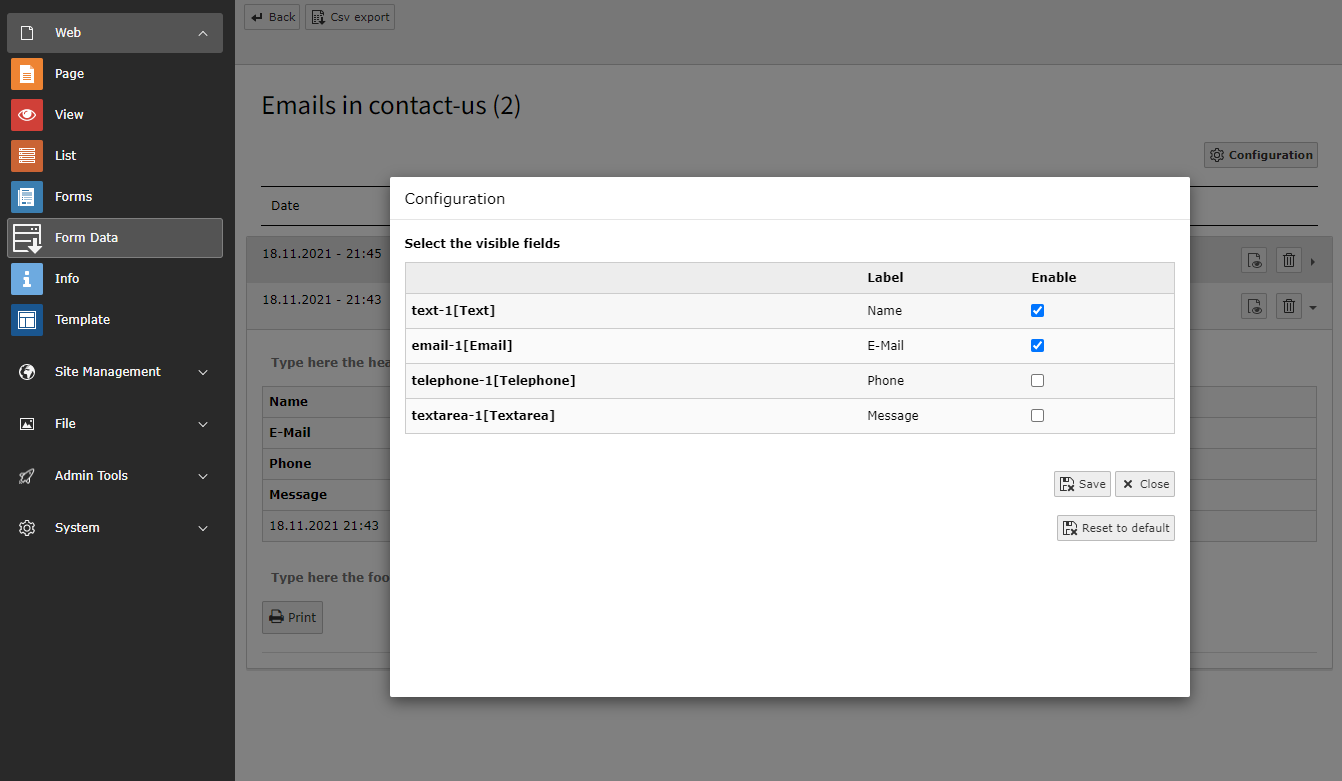 Web
Page
View
List
Forms
Form Data
Info
Template
Site Management
File
Admin Tools
System
Back
Csv export
Emails in contact-us (2)
Configuration
Date
18.11.2021 - 21:45
18.11.2021 - 21:43
Type here the hea
Name
E-Mail
Phone
Message
18.11.2021 21:43
Type here the foo
Print
Configuration
Select the visible fields
Label Enable
text-1[Text] Name
email-1[Email] E-Mail
telephone-1[Telephone] Phone
textarea-1[Textarea] Message
Save
Close
Reset to default